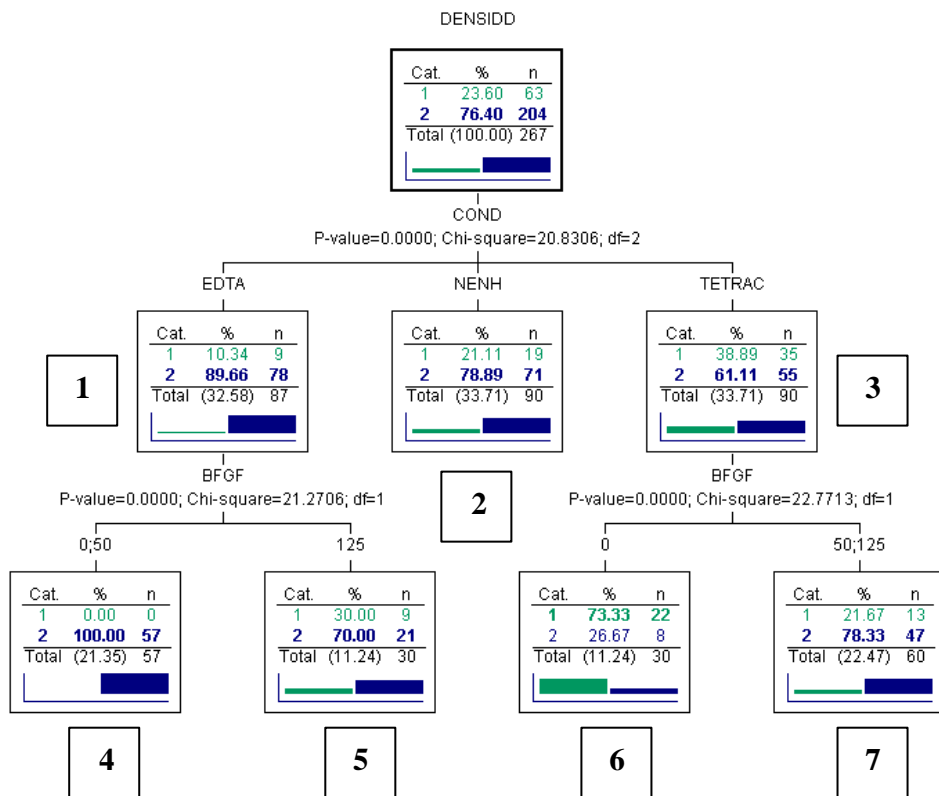 DENSIDD
Cat. % n
1 23.60 63
2 76.40 204
Total (100.00) 267
COND
P-value=0.0000; Chi-square=20.8306; df=2
EDTA
NENH
TETRAC
Cat. % n
1 10.34 9
2 89.66 78
Total (32.58) 87
Cat. % n
1 21.11 19
2 78.89 71
Total (33.71) 90
Cat. % n
1 38.89 35
2 61.11 55
Total (33.71) 90
1
3
BFGF
P-value=0.0000; Chi-square=21.2706; df=1
2
BFGF
P-value=0.0000; Chi-square=22.7713; df=1
0;50
125
0
50;125
Cat. % n
1 0.00 0
2 100.00 57
Total (21.35) 57
Cat. % n
1 30.00 9
2 70.00 21
Total (11.24) 30
Cat. % n
1 73.33 22
2 26.67 8
Total (11.24) 30
Cat. % n
1 21.67 13
2 78.33 47
Total (22.47) 60
4
5
6
7